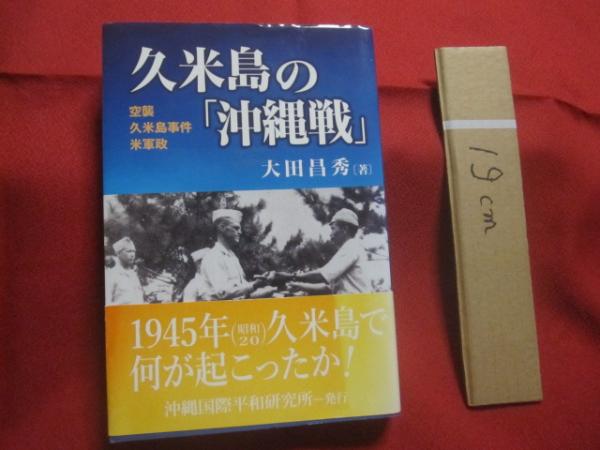 久米島の
「沖縄戦」
空襲
久米島事件
米軍政
大田昌秀〔著〕
1945年(昭和20)久米島で
何が起こったか!
沖縄国際平和研究所―発行
19cm